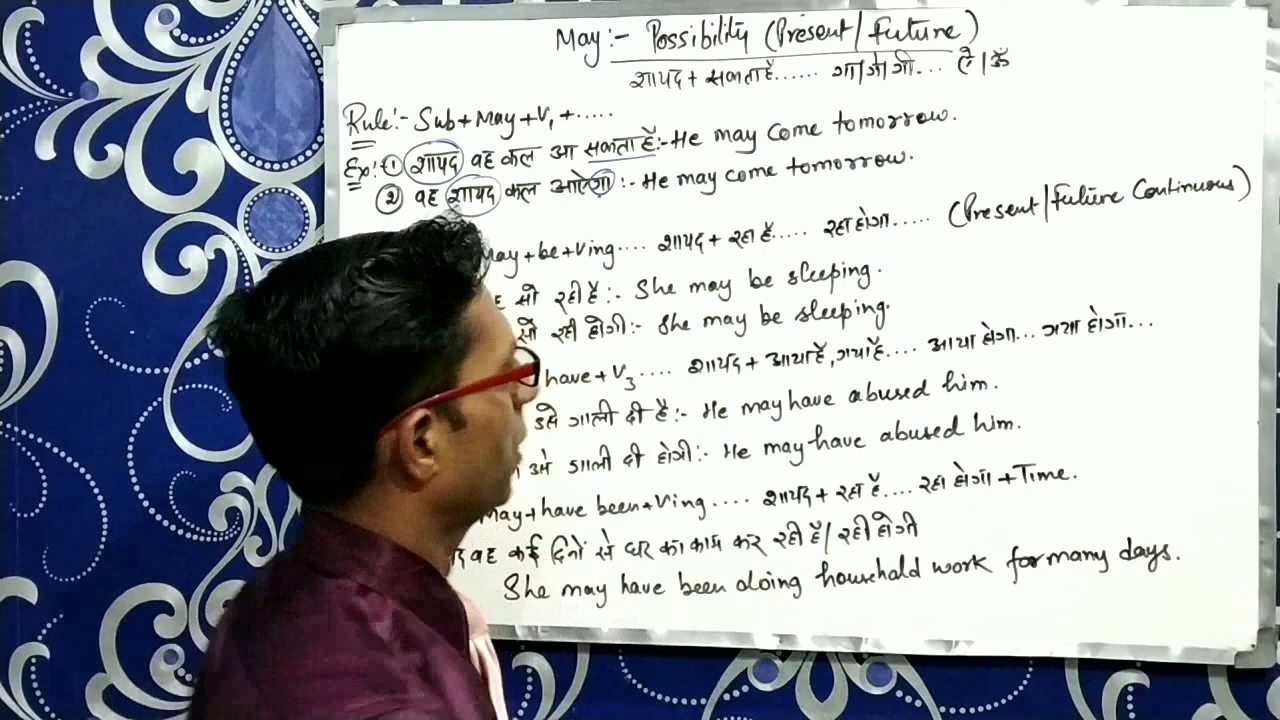 May :- Possibility (Present/Future)
शायद + सकता हैं...... गा/गे/गी... ऐ/ऊँ
Rule:- Sub+May+V₁+.....
Ex:- ① शायद वह कल आ सकता हैं:- He may come tomorrow.
② वह शायद कल आऐगा :- He may come tomorrow.
May+be+Ving.... शायद + रहा हैं..... रहा होगा..... (Present/Future Continuous)
सो रही हैं:- She may be sleeping.
सो रही होगी:- She may be sleeping.
have+V₃.... शायद + आया हैं, गया हैं.... आया होगा... गया होगा...
उसे गाली दी है:- He may have abused him.
उसे गाली दी होगी:- He may have abused him.
May+have been+Ving.... शायद + रहा हैं.... रहा होगा + Time.
वह कई दिनों से घर का काम कर रही हैं/रही होगी
She may have been doing household work for many days.